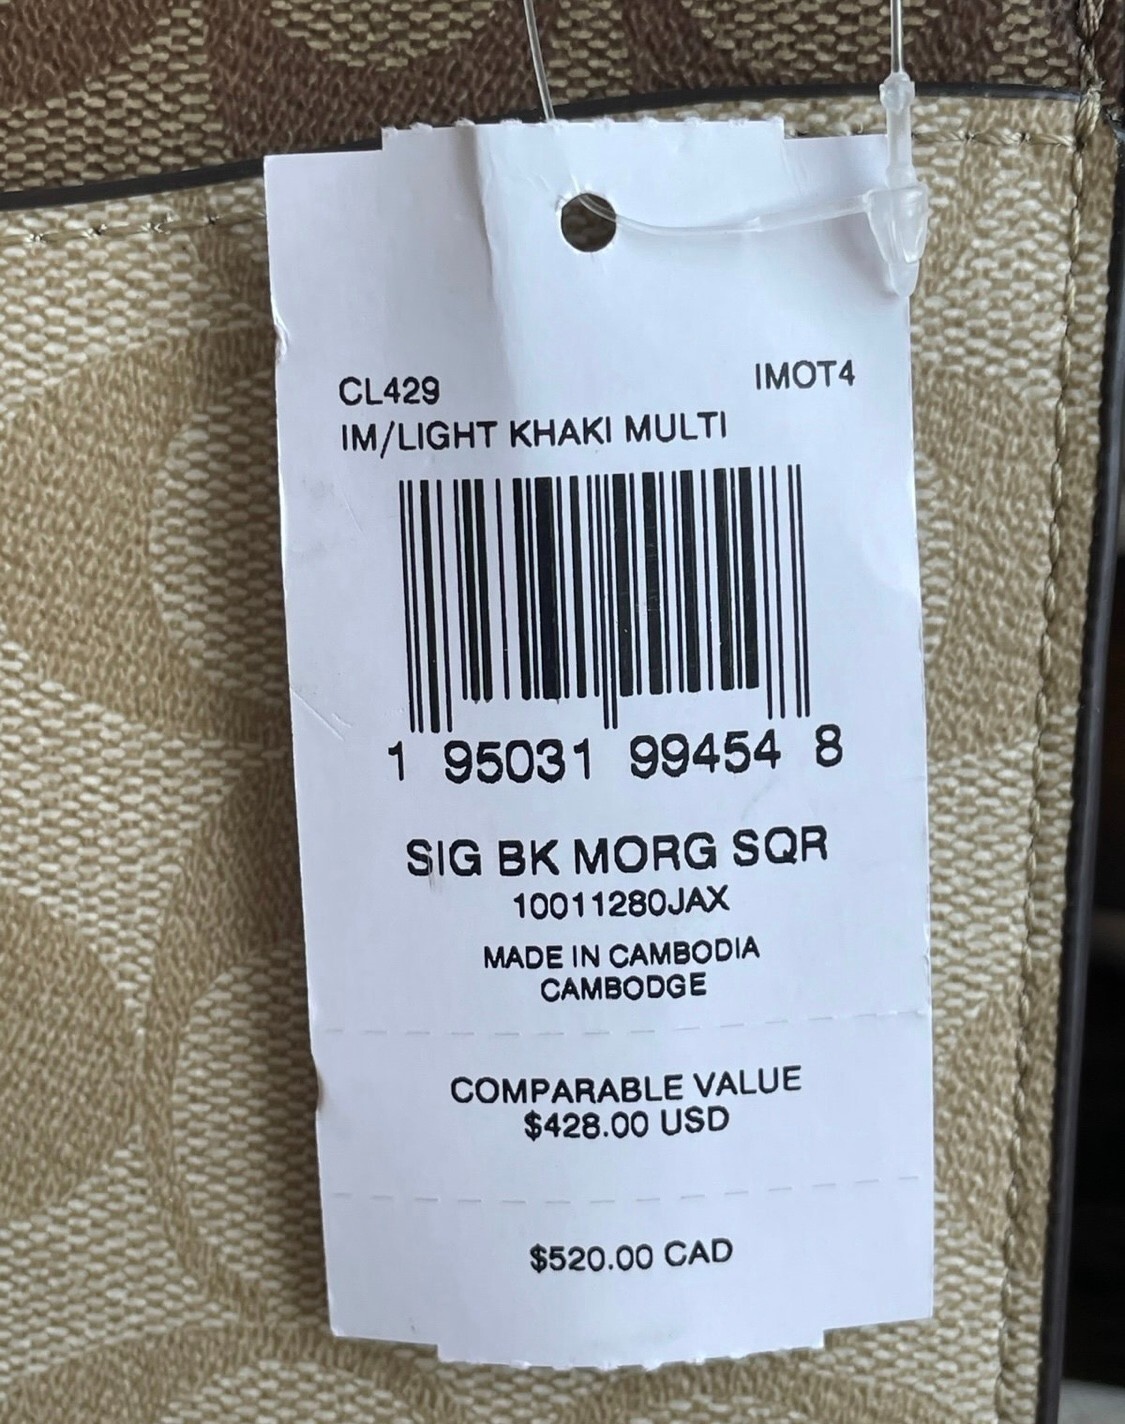 CL429 IMOT4
IM/LIGHT KHAKI MULTI
1 95031 99454 8
SIG BK MORG SQR
10011280JAX
MADE IN CAMBODIA
CAMBODGE
COMPARABLE VALUE
$428.00 USD
$520.00 CAD